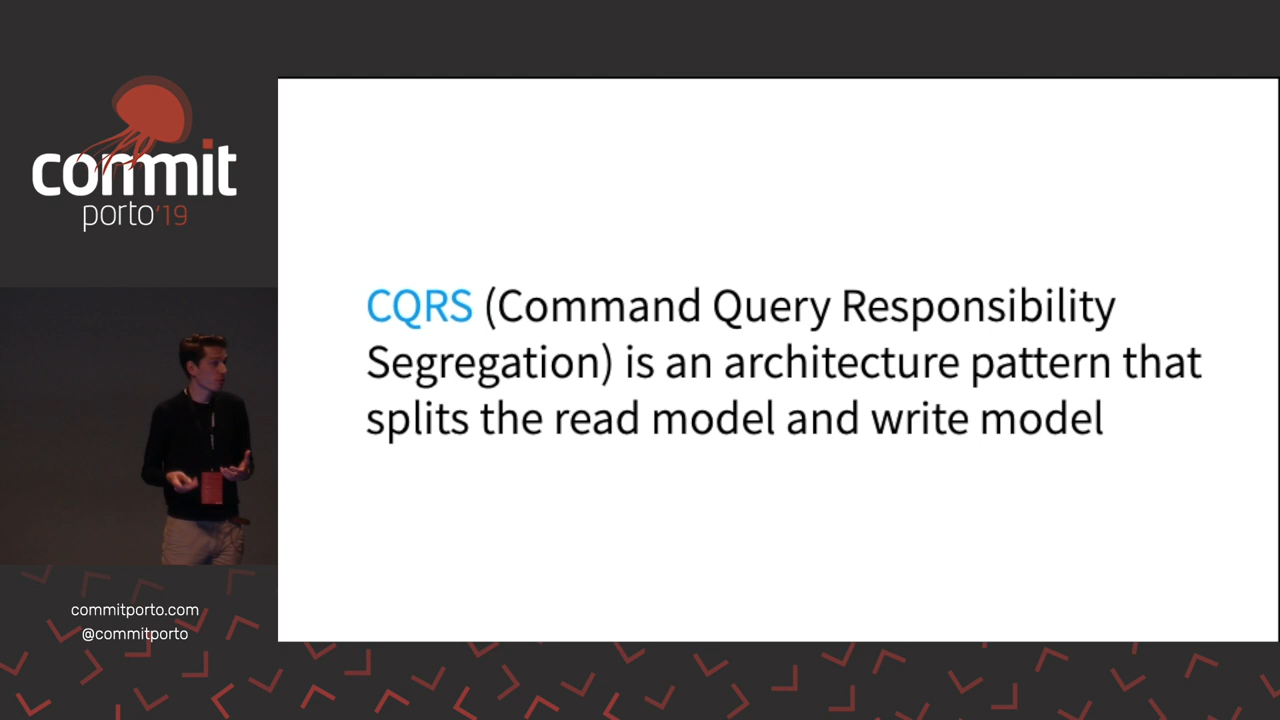 commit
porto'19
CQRS (Command Query Responsibility
Segregation) is an architecture pattern that
splits the read model and write model
commitporto.com
@commitporto